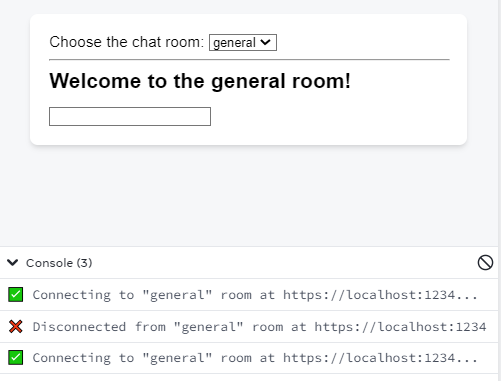 Choose the chat room: general
Welcome to the general room!
Console (3)
✅ Connecting to "general" room at https://localhost:1234...
❌ Disconnected from "general" room at https://localhost:1234
✅ Connecting to "general" room at https://localhost:1234...